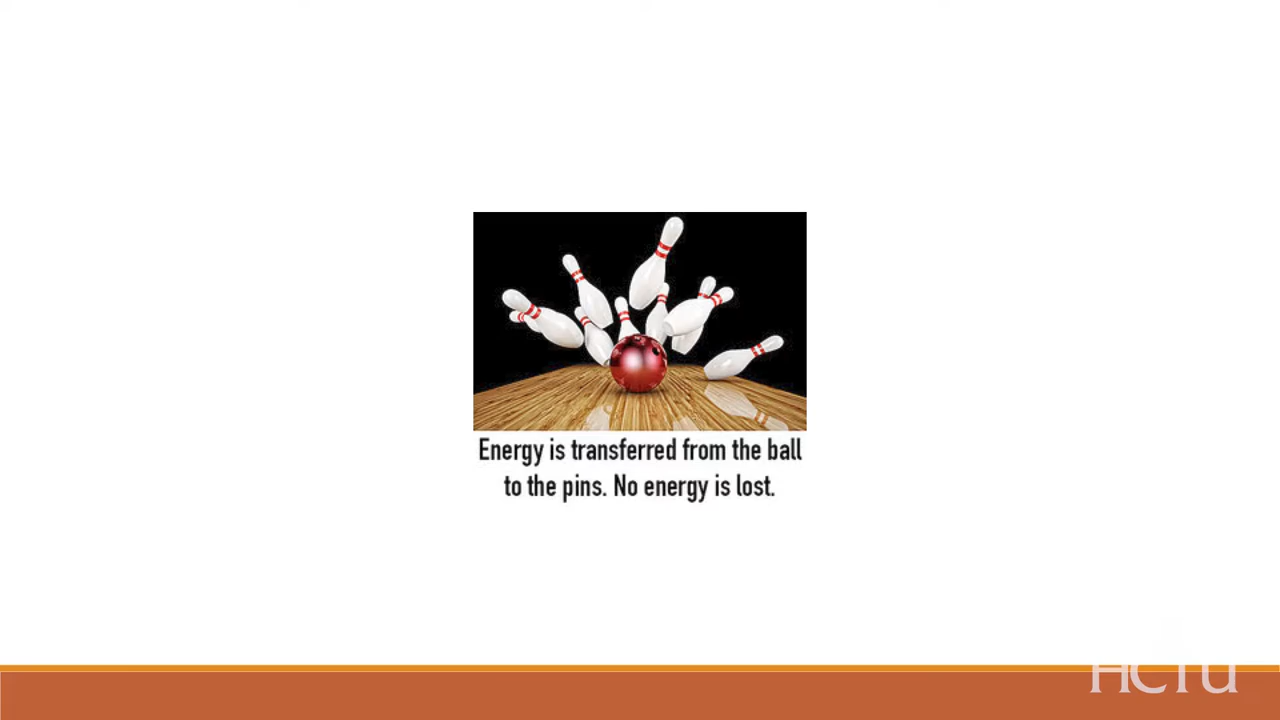 Energy is transferred from the ball
to the pins. No energy is lost.
HCTU